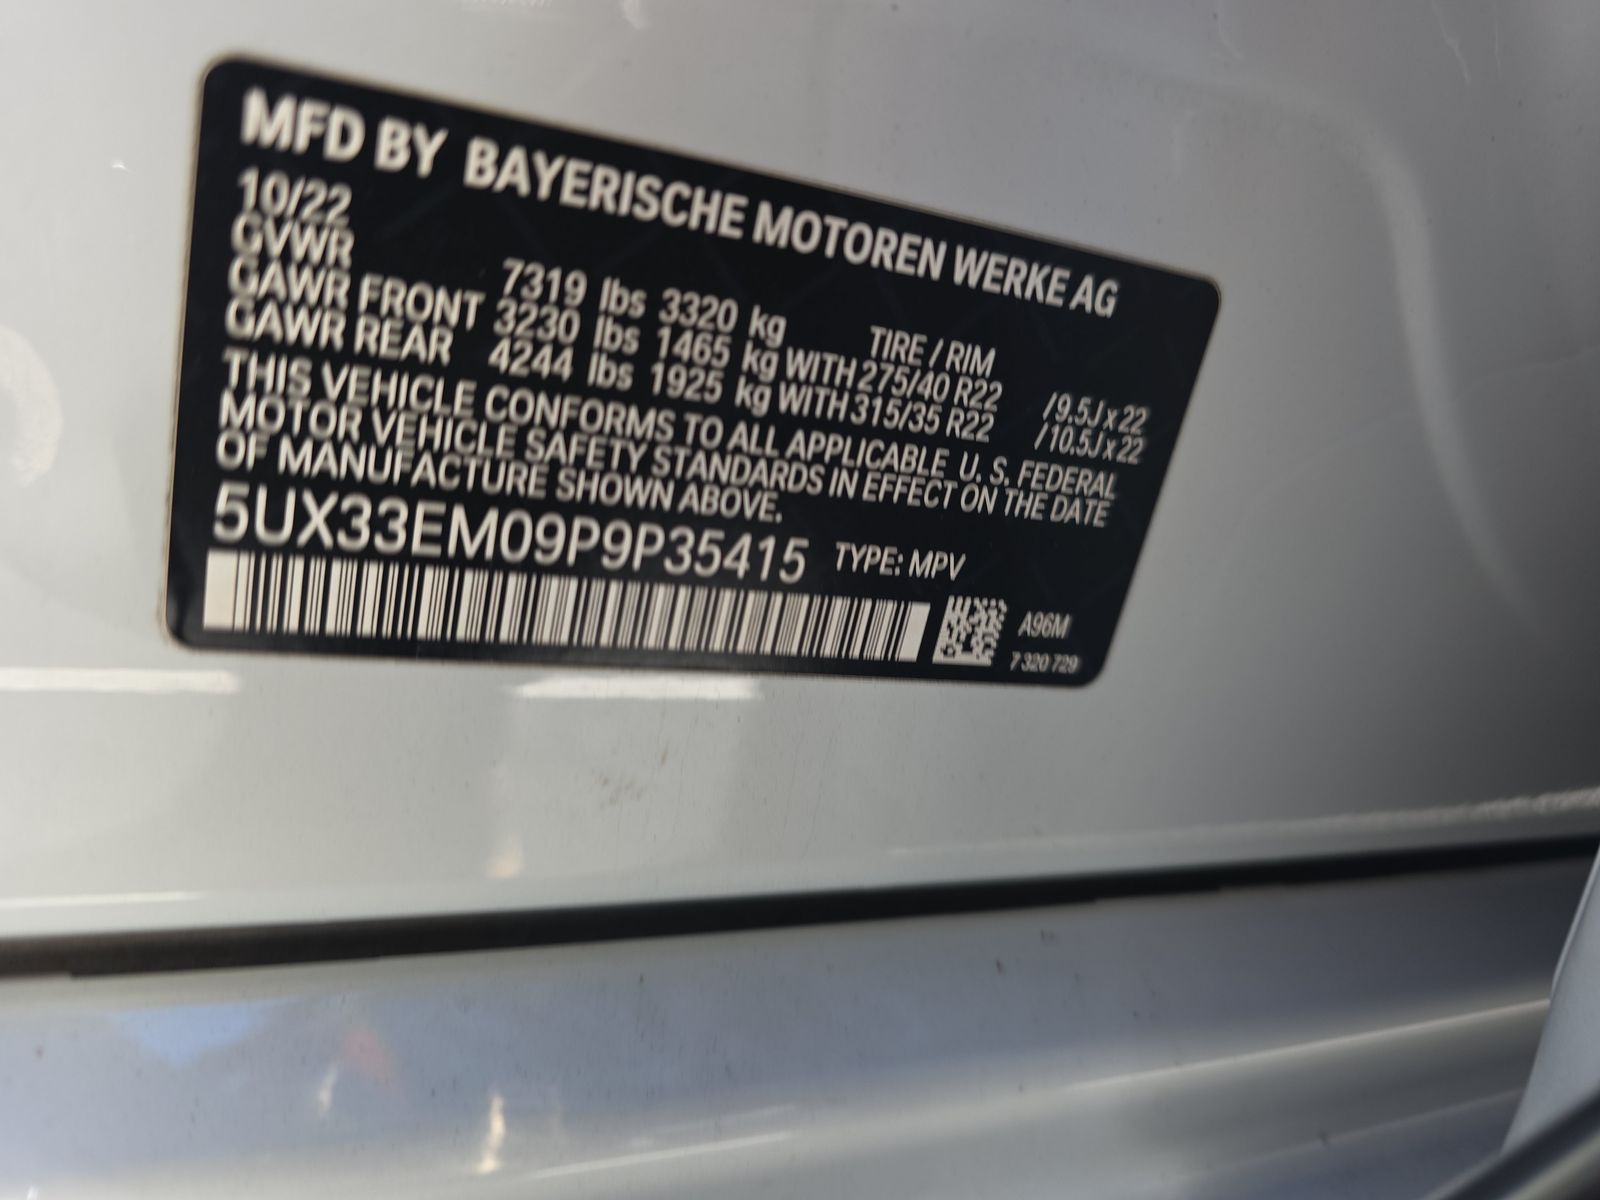 MFD BY BAYERISCHE MOTOREN WERKE AG
10/22
GVWR 7319 lbs 3320 kg TIRE / RIM
GAWR FRONT 3230 lbs 1465 kg WITH 275/40 R22 / 9.5J x 22
GAWR REAR 4244 lbs 1925 kg WITH 315/35 R22 / 10.5J x 22
THIS VEHICLE CONFORMS TO ALL APPLICABLE U. S. FEDERAL
MOTOR VEHICLE SAFETY STANDARDS IN EFFECT ON THE DATE
OF MANUFACTURE SHOWN ABOVE.
5UX33EM09P9P35415 TYPE: MPV
A96M
7 320 729